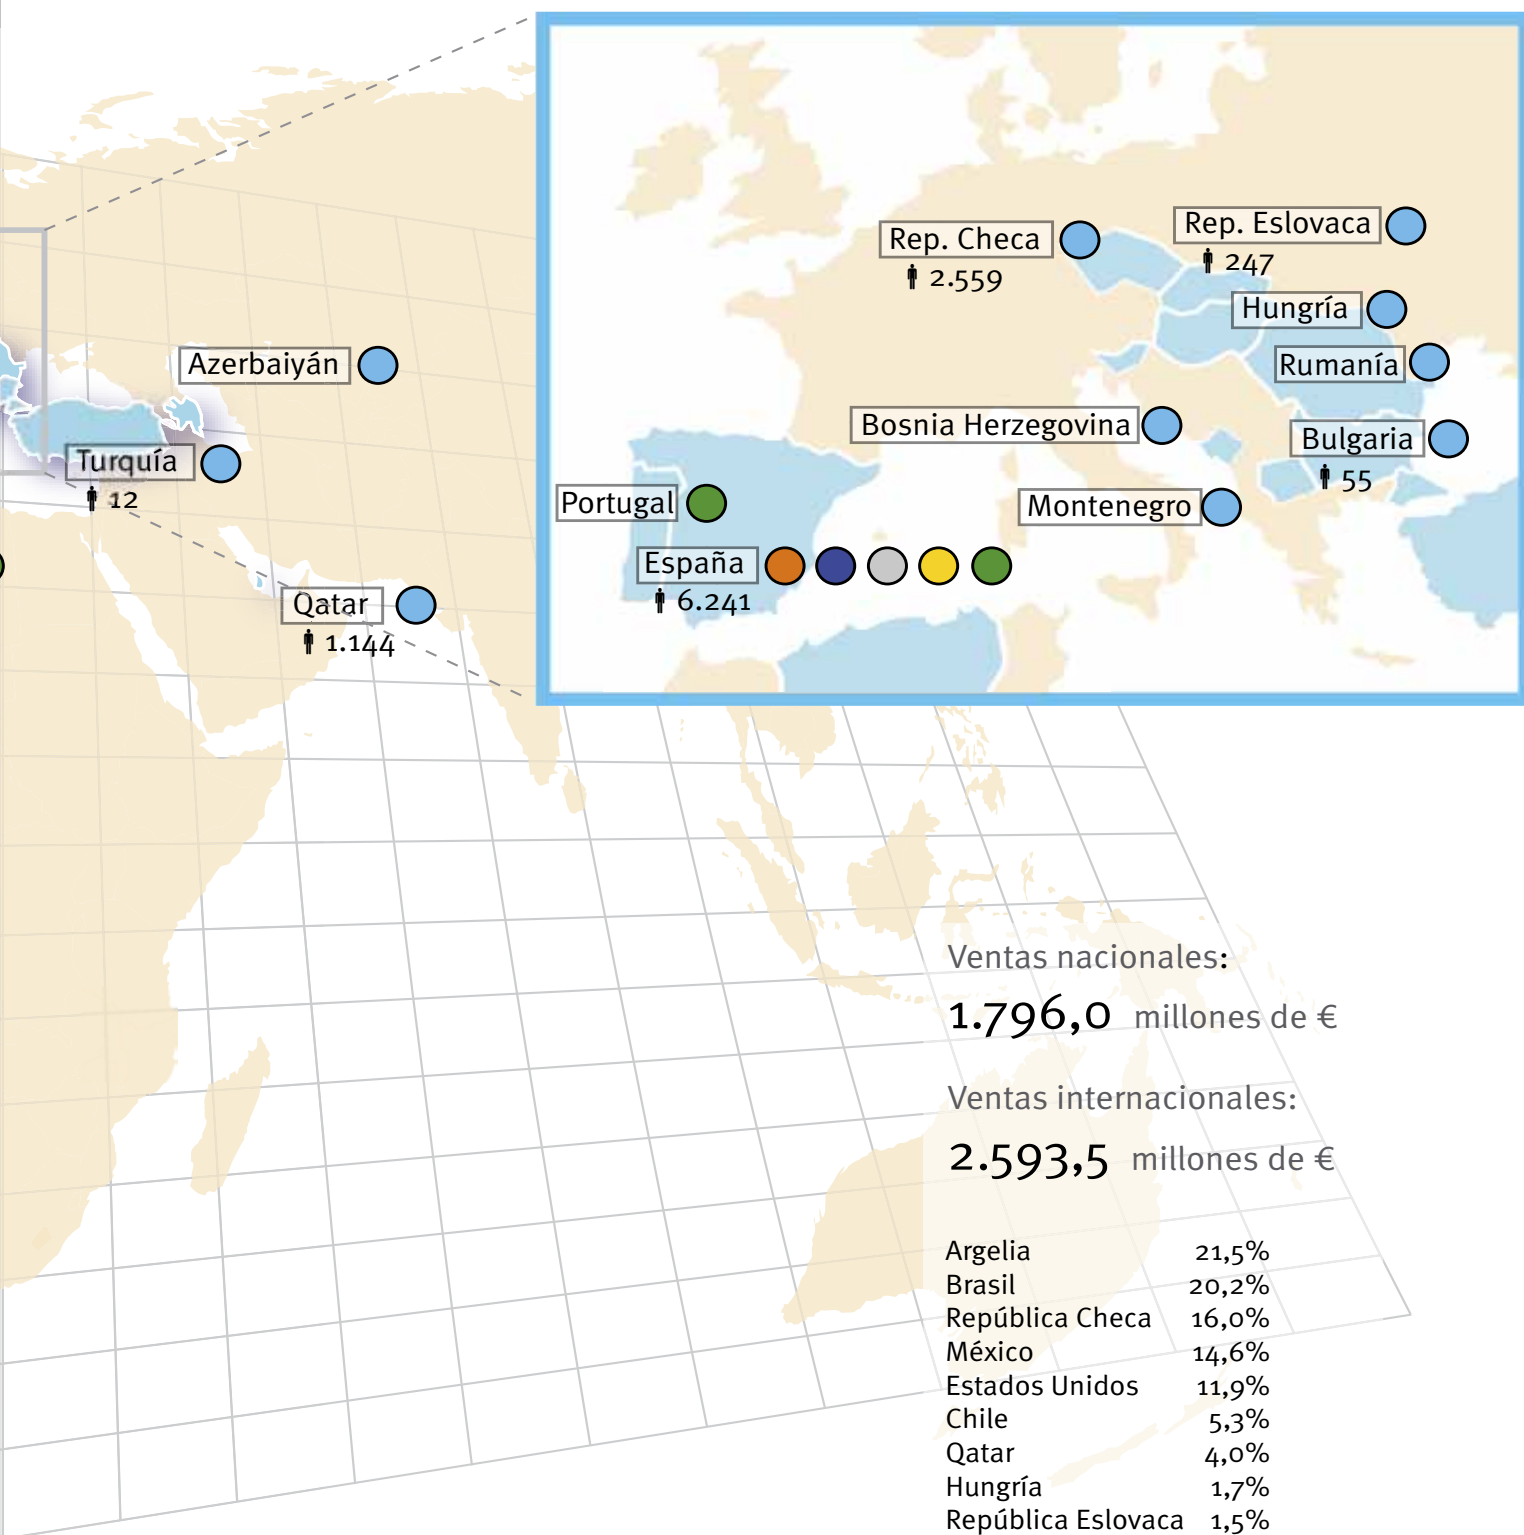 Rep. Checa
2.559
Rep. Eslovaca
247
Hungría
Rumanía
Bosnia Herzegovina
Bulgaria
55
Portugal
Montenegro
España
6.241
Azerbaiyán
Turquía
12
Qatar
1.144
Ventas nacionales:
1.796,0 millones de €
Ventas internacionales:
2.593,5 millones de €
Argelia 21,5%
Brasil 20,2%
República Checa 16,0%
México 14,6%
Estados Unidos 11,9%
Chile 5,3%
Qatar 4,0%
Hungría 1,7%
República Eslovaca 1,5%